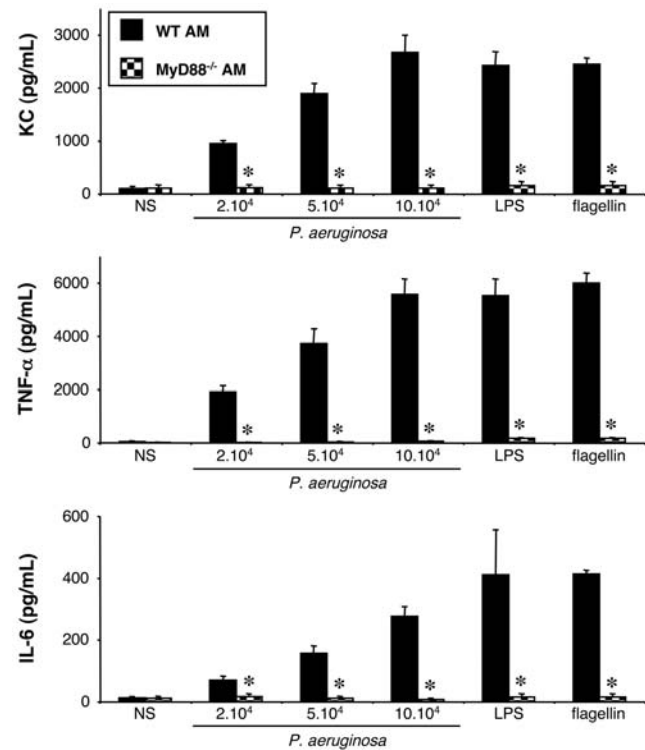 WT AM
MyD88⁻/⁻ AM
KC (pg/mL)
3000
2000
1000
0
* * * * *
NS 2.10⁴ 5.10⁴ 10.10⁴ LPS flagellin
P. aeruginosa
TNF-α (pg/mL)
6000
4000
2000
0
* * * * *
NS 2.10⁴ 5.10⁴ 10.10⁴ LPS flagellin
P. aeruginosa
IL-6 (pg/mL)
600
400
200
0
* * * * *
NS 2.10⁴ 5.10⁴ 10.10⁴ LPS flagellin
P. aeruginosa